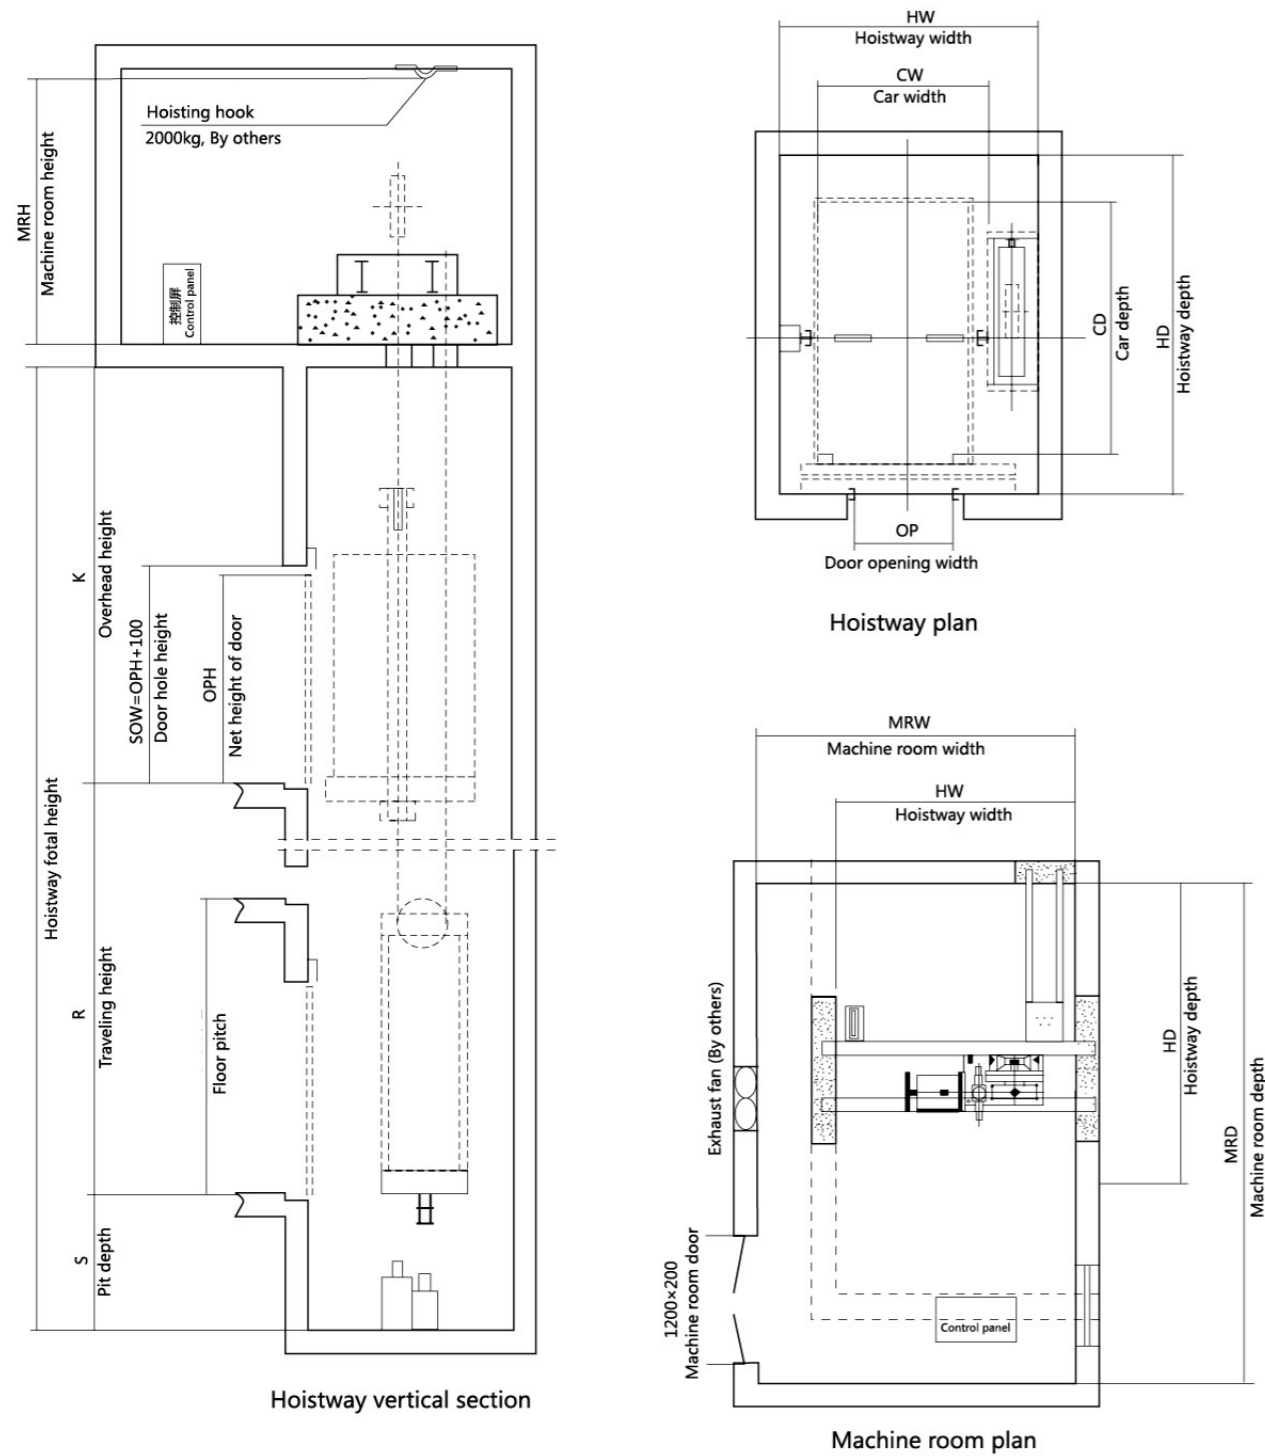 Hoisting hook
2000kg, By others
MRH
Machine room height
控制屏
Control panel
K
Overhead height
SOW=OPH+100
Door hole height
OPH
Net height of door
Hoistway fotal height
R
Traveling height
Floor pitch
S
Pit depth
Hoistway vertical section
HW
Hoistway width
CW
Car width
CD
Car depth
HD
Hoistway depth
OP
Door opening width
Hoistway plan
MRW
Machine room width
HW
Hoistway width
Exhaust fan (By others)
HD
Hoistway depth
MRD
Machine room depth
1200×200
Machine room door
Control panel
Machine room plan